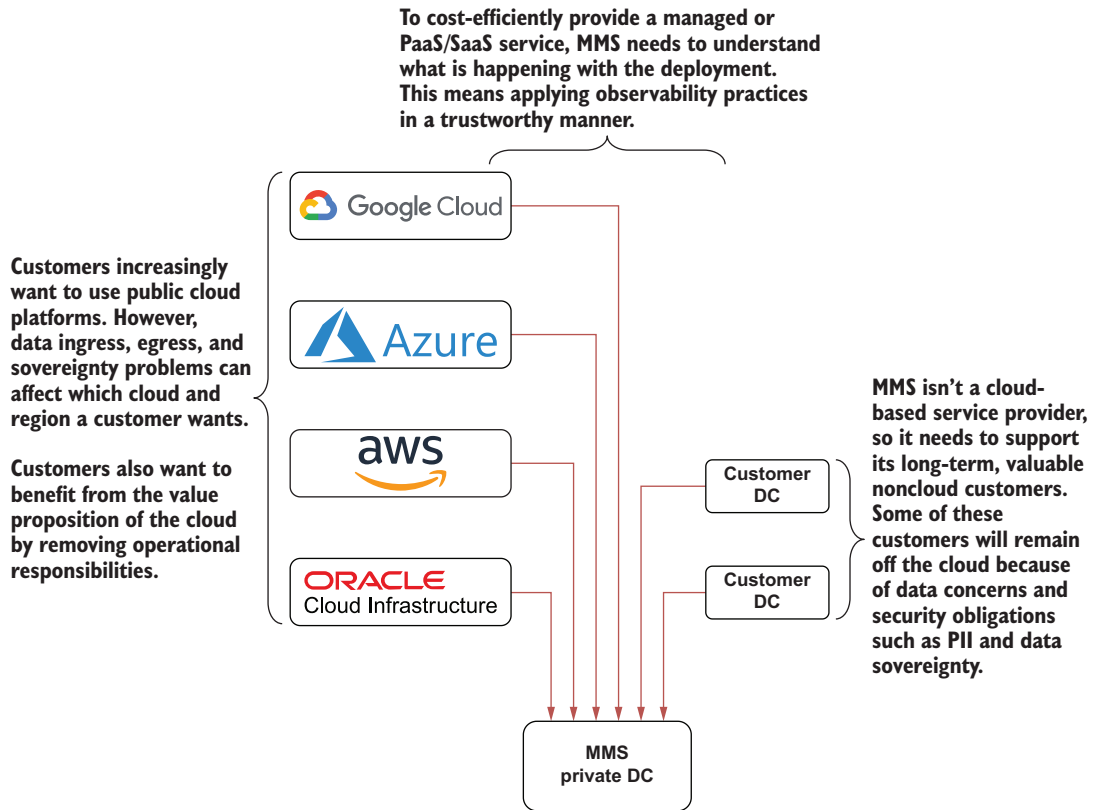 To cost-efficiently provide a managed or
PaaS/SaaS service, MMS needs to understand
what is happening with the deployment.
This means applying observability practices
in a trustworthy manner.
Google Cloud
Customers increasingly
want to use public cloud
platforms. However,
data ingress, egress, and
sovereignty problems can
affect which cloud and
region a customer wants.
Customers also want to
benefit from the value
proposition of the cloud
by removing operational
responsibilities.
Azure
aws
ORACLE
Cloud Infrastructure
Customer
DC
Customer
DC
MMS isn't a cloud-
based service provider,
so it needs to support
its long-term, valuable
noncloud customers.
Some of these
customers will remain
off the cloud because
of data concerns and
security obligations
such as PII and data
sovereignty.
MMS
private DC